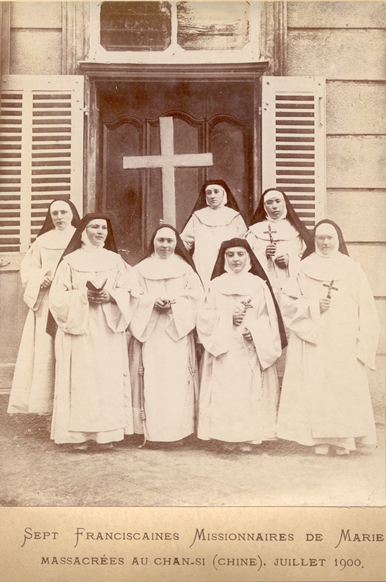 Sept Franciscaines Missionnaires de Marie
massacrées au Chan-si (Chine). Juillet 1900.